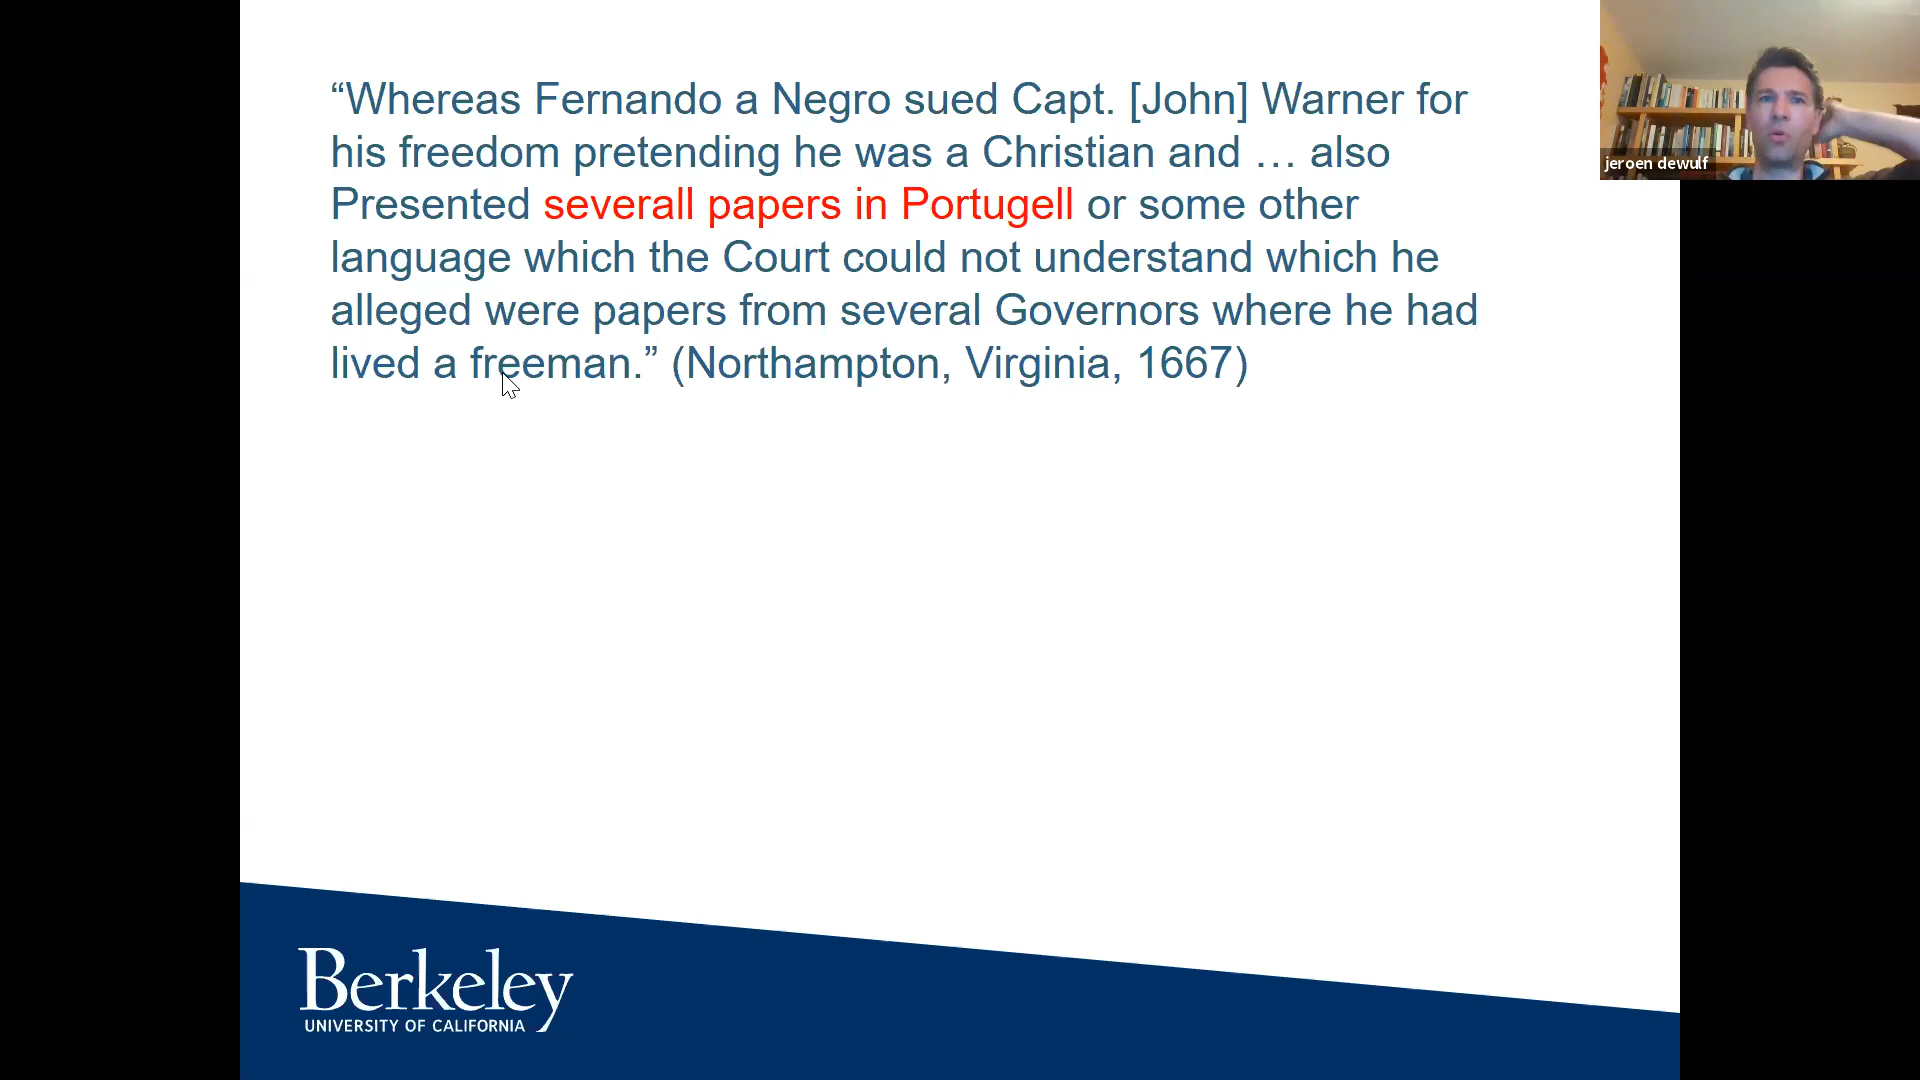 “Whereas Fernando a Negro sued Capt. [John] Warner for
his freedom pretending he was a Christian and … also
Presented severall papers in Portugell or some other
language which the Court could not understand which he
alleged were papers from several Governors where he had
lived a freeman.” (Northampton, Virginia, 1667)
jeroen dewulf
Berkeley
UNIVERSITY OF CALIFORNIA